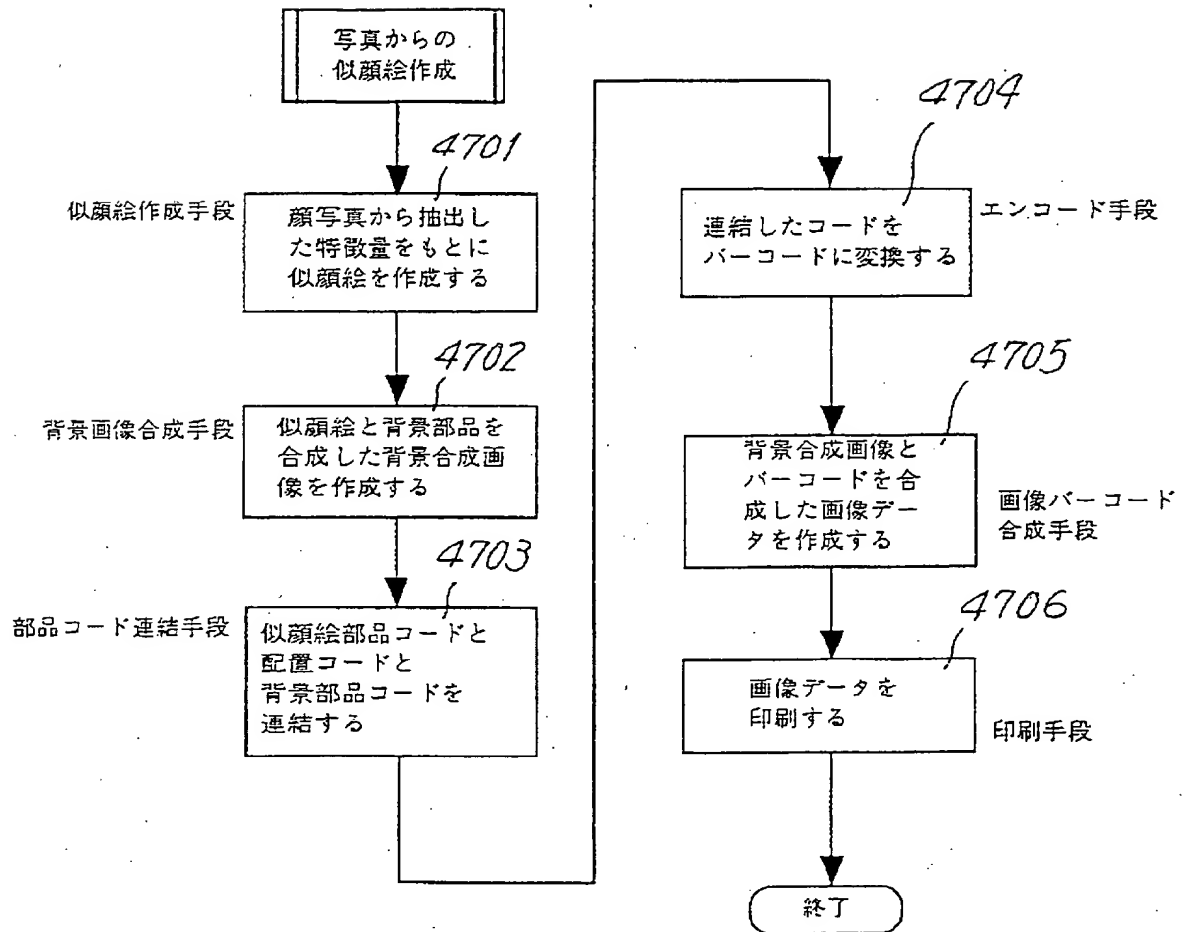 写真からの
似顔絵作成
4701
似顔絵作成手段
顔写真から抽出し
た特徴量をもとに
似顔絵を作成する
4702
背景画像合成手段
似顔絵と背景部品を
合成した背景合成画
像を作成する
4703
部品コード連結手段
似顔絵部品コードと
配置コードと
背景部品コードを
連結する
4704
エンコード手段
連結したコードを
バーコードに変換する
4705
背景合成画像と
バーコードを合
成した画像デー
タを作成する
画像バーコード
合成手段
4706
画像データを
印刷する
印刷手段
終了